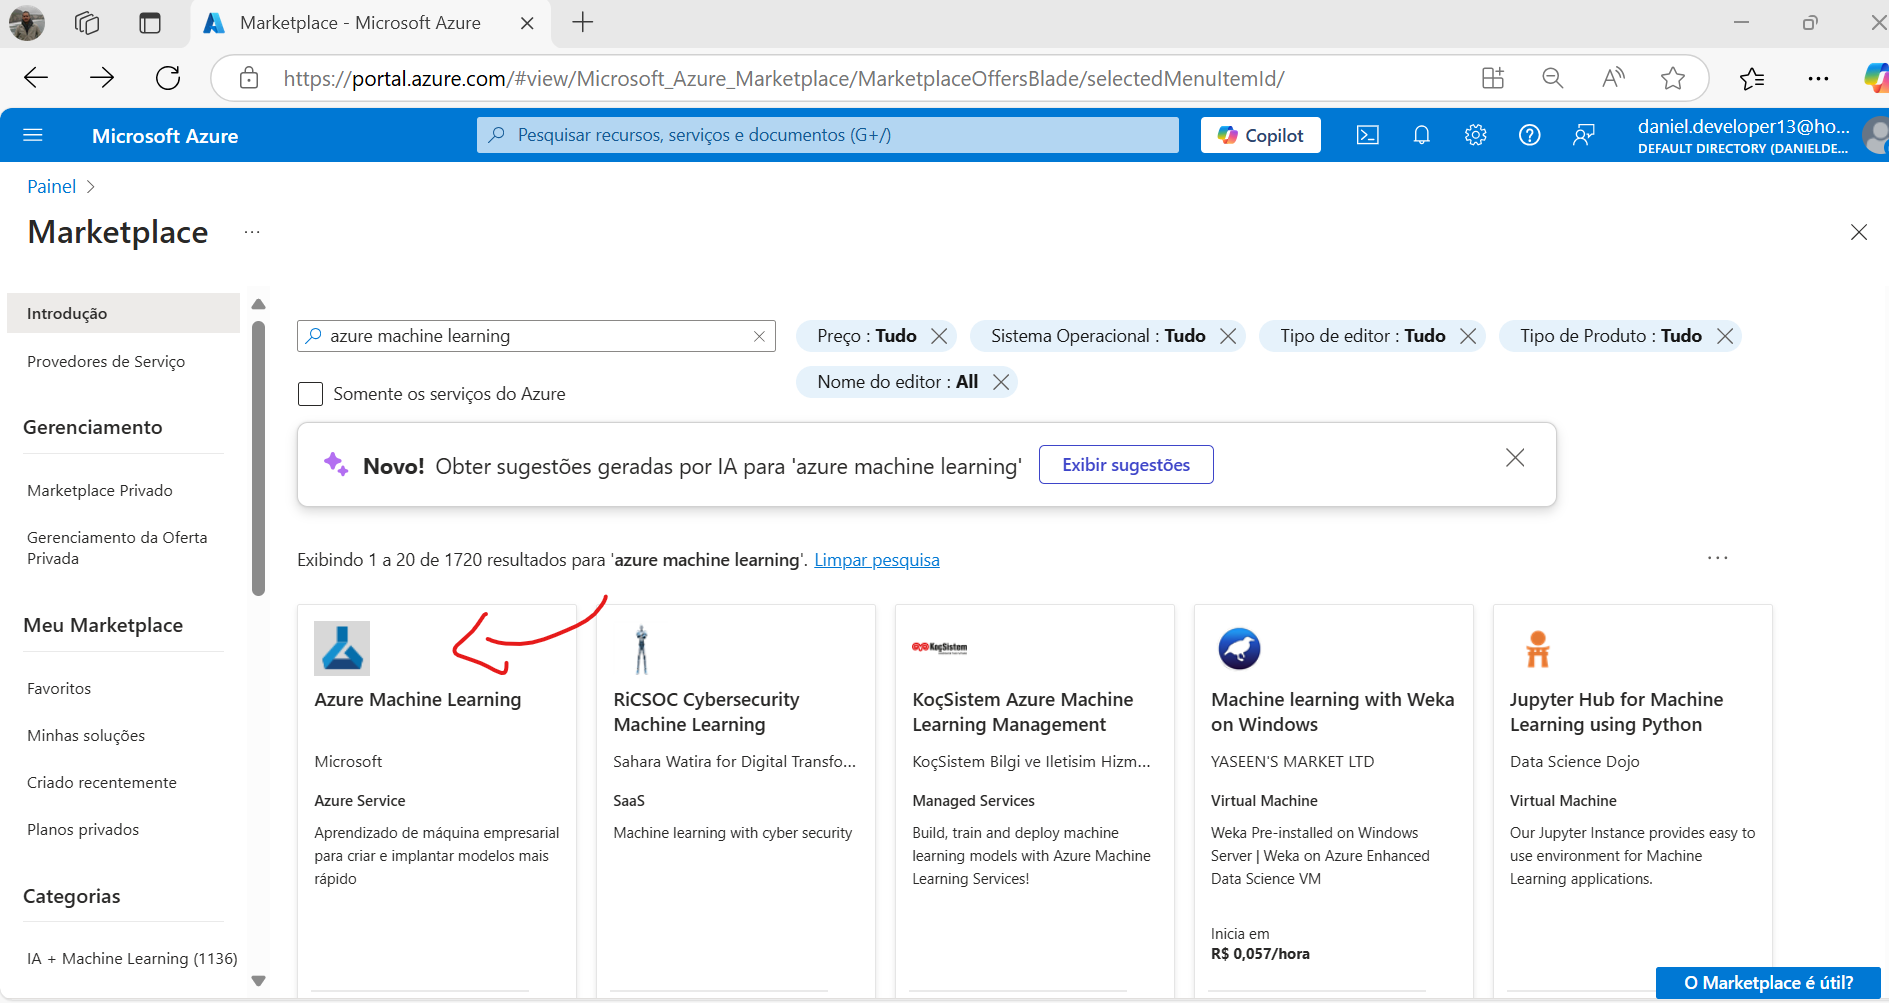 Marketplace - Microsoft Azure
https://portal.azure.com/#view/Microsoft_Azure_Marketplace/MarketplaceOffersBlade/selectedMenuItemId/
Microsoft Azure
Pesquisar recursos, serviços e documentos (G+/)
Copilot
daniel.developer13@ho...
DEFAULT DIRECTORY (DANIELDE...
Painel
Marketplace
...
Introdução
Provedores de Serviço
Gerenciamento
Marketplace Privado
Gerenciamento da Oferta
Privada
Meu Marketplace
Favoritos
Minhas soluções
Criado recentemente
Planos privados
Categorias
IA + Machine Learning (1136)
azure machine learning
Preço : Tudo
Sistema Operacional : Tudo
Tipo de editor : Tudo
Tipo de Produto : Tudo
Nome do editor : All
Somente os serviços do Azure
Novo! Obter sugestões geradas por IA para 'azure machine learning'
Exibir sugestões
Exibindo 1 a 20 de 1720 resultados para 'azure machine learning'. Limpar pesquisa
...
Azure Machine Learning
Microsoft
Azure Service
Aprendizado de máquina empresarial
para criar e implantar modelos mais
rápido
RiCSOC Cybersecurity
Machine Learning
Sahara Watira for Digital Transfo...
SaaS
Machine learning with cyber security
KoçSistem
KoçSistem Azure Machine
Learning Management
KoçSistem Bilgi ve Iletisim Hizm...
Managed Services
Build, train and deploy machine
learning models with Azure Machine
Learning Services!
Machine learning with Weka
on Windows
YASEEN'S MARKET LTD
Virtual Machine
Weka Pre-installed on Windows
Server | Weka on Azure Enhanced
Data Science VM
Inicia em
R$ 0,057/hora
Jupyter Hub for Machine
Learning using Python
Data Science Dojo
Virtual Machine
Our Jupyter Instance provides easy to
use environment for Machine
Learning applications.
O Marketplace é útil?